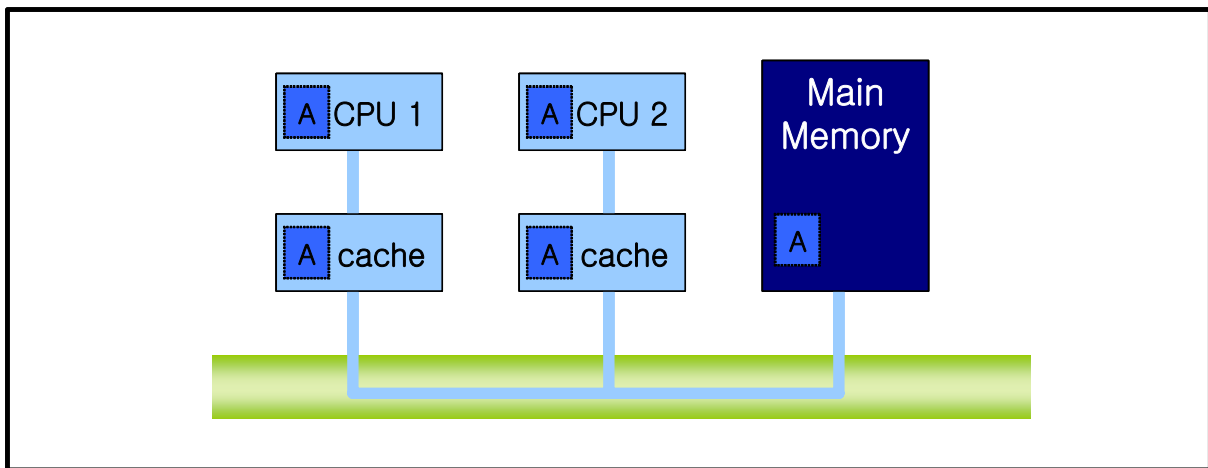 A CPU 1
A CPU 2
Main
Memory
A cache
A cache
A